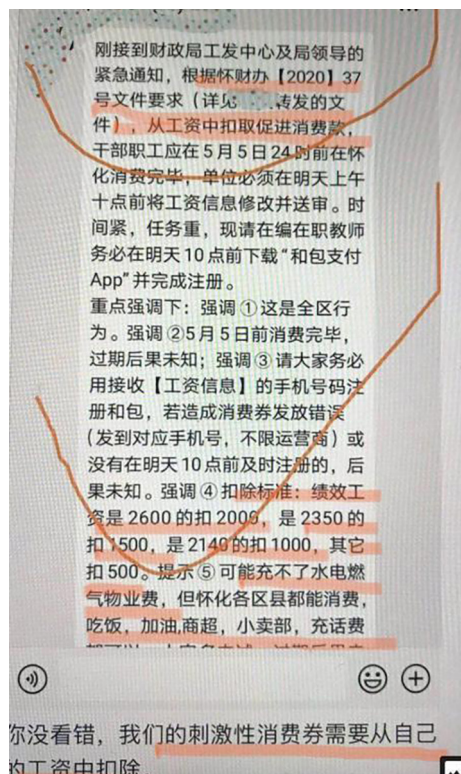 刚接到财政局工发中心及局领导的
紧急通知，根据怀财办【2020】37
号文件要求（详见 转发的文
件），从工资中扣取促进消费款，
干部职工应在5月5日24时前在怀
化消费完毕，单位必须在明天上午
十点前将工资信息修改并送审。时
间紧，任务重，现请在编在职教师
务必在明天10点前下载“和包支付
App”并完成注册。
重点强调下：强调①这是全区行
为。强调②5月5日前消费完毕，
过期后果未知；强调③请大家务必
用接收【工资信息】的手机号码注
册和包，若造成消费券发放错误
（发到对应手机号，不限运营商）或
没有在明天10点前及时注册的，后
果未知。强调④扣除标准：绩效工
资是2600的扣2000，是2350的
扣1500，是2140的扣1000，其它
扣500。提示⑤可能充不了水电燃
气物业费，但怀化各区县都能消费，
吃饭，加油,商超，小卖部，充话费
你没看错，我们的刺激性消费券需要从自己
的工资中扣除